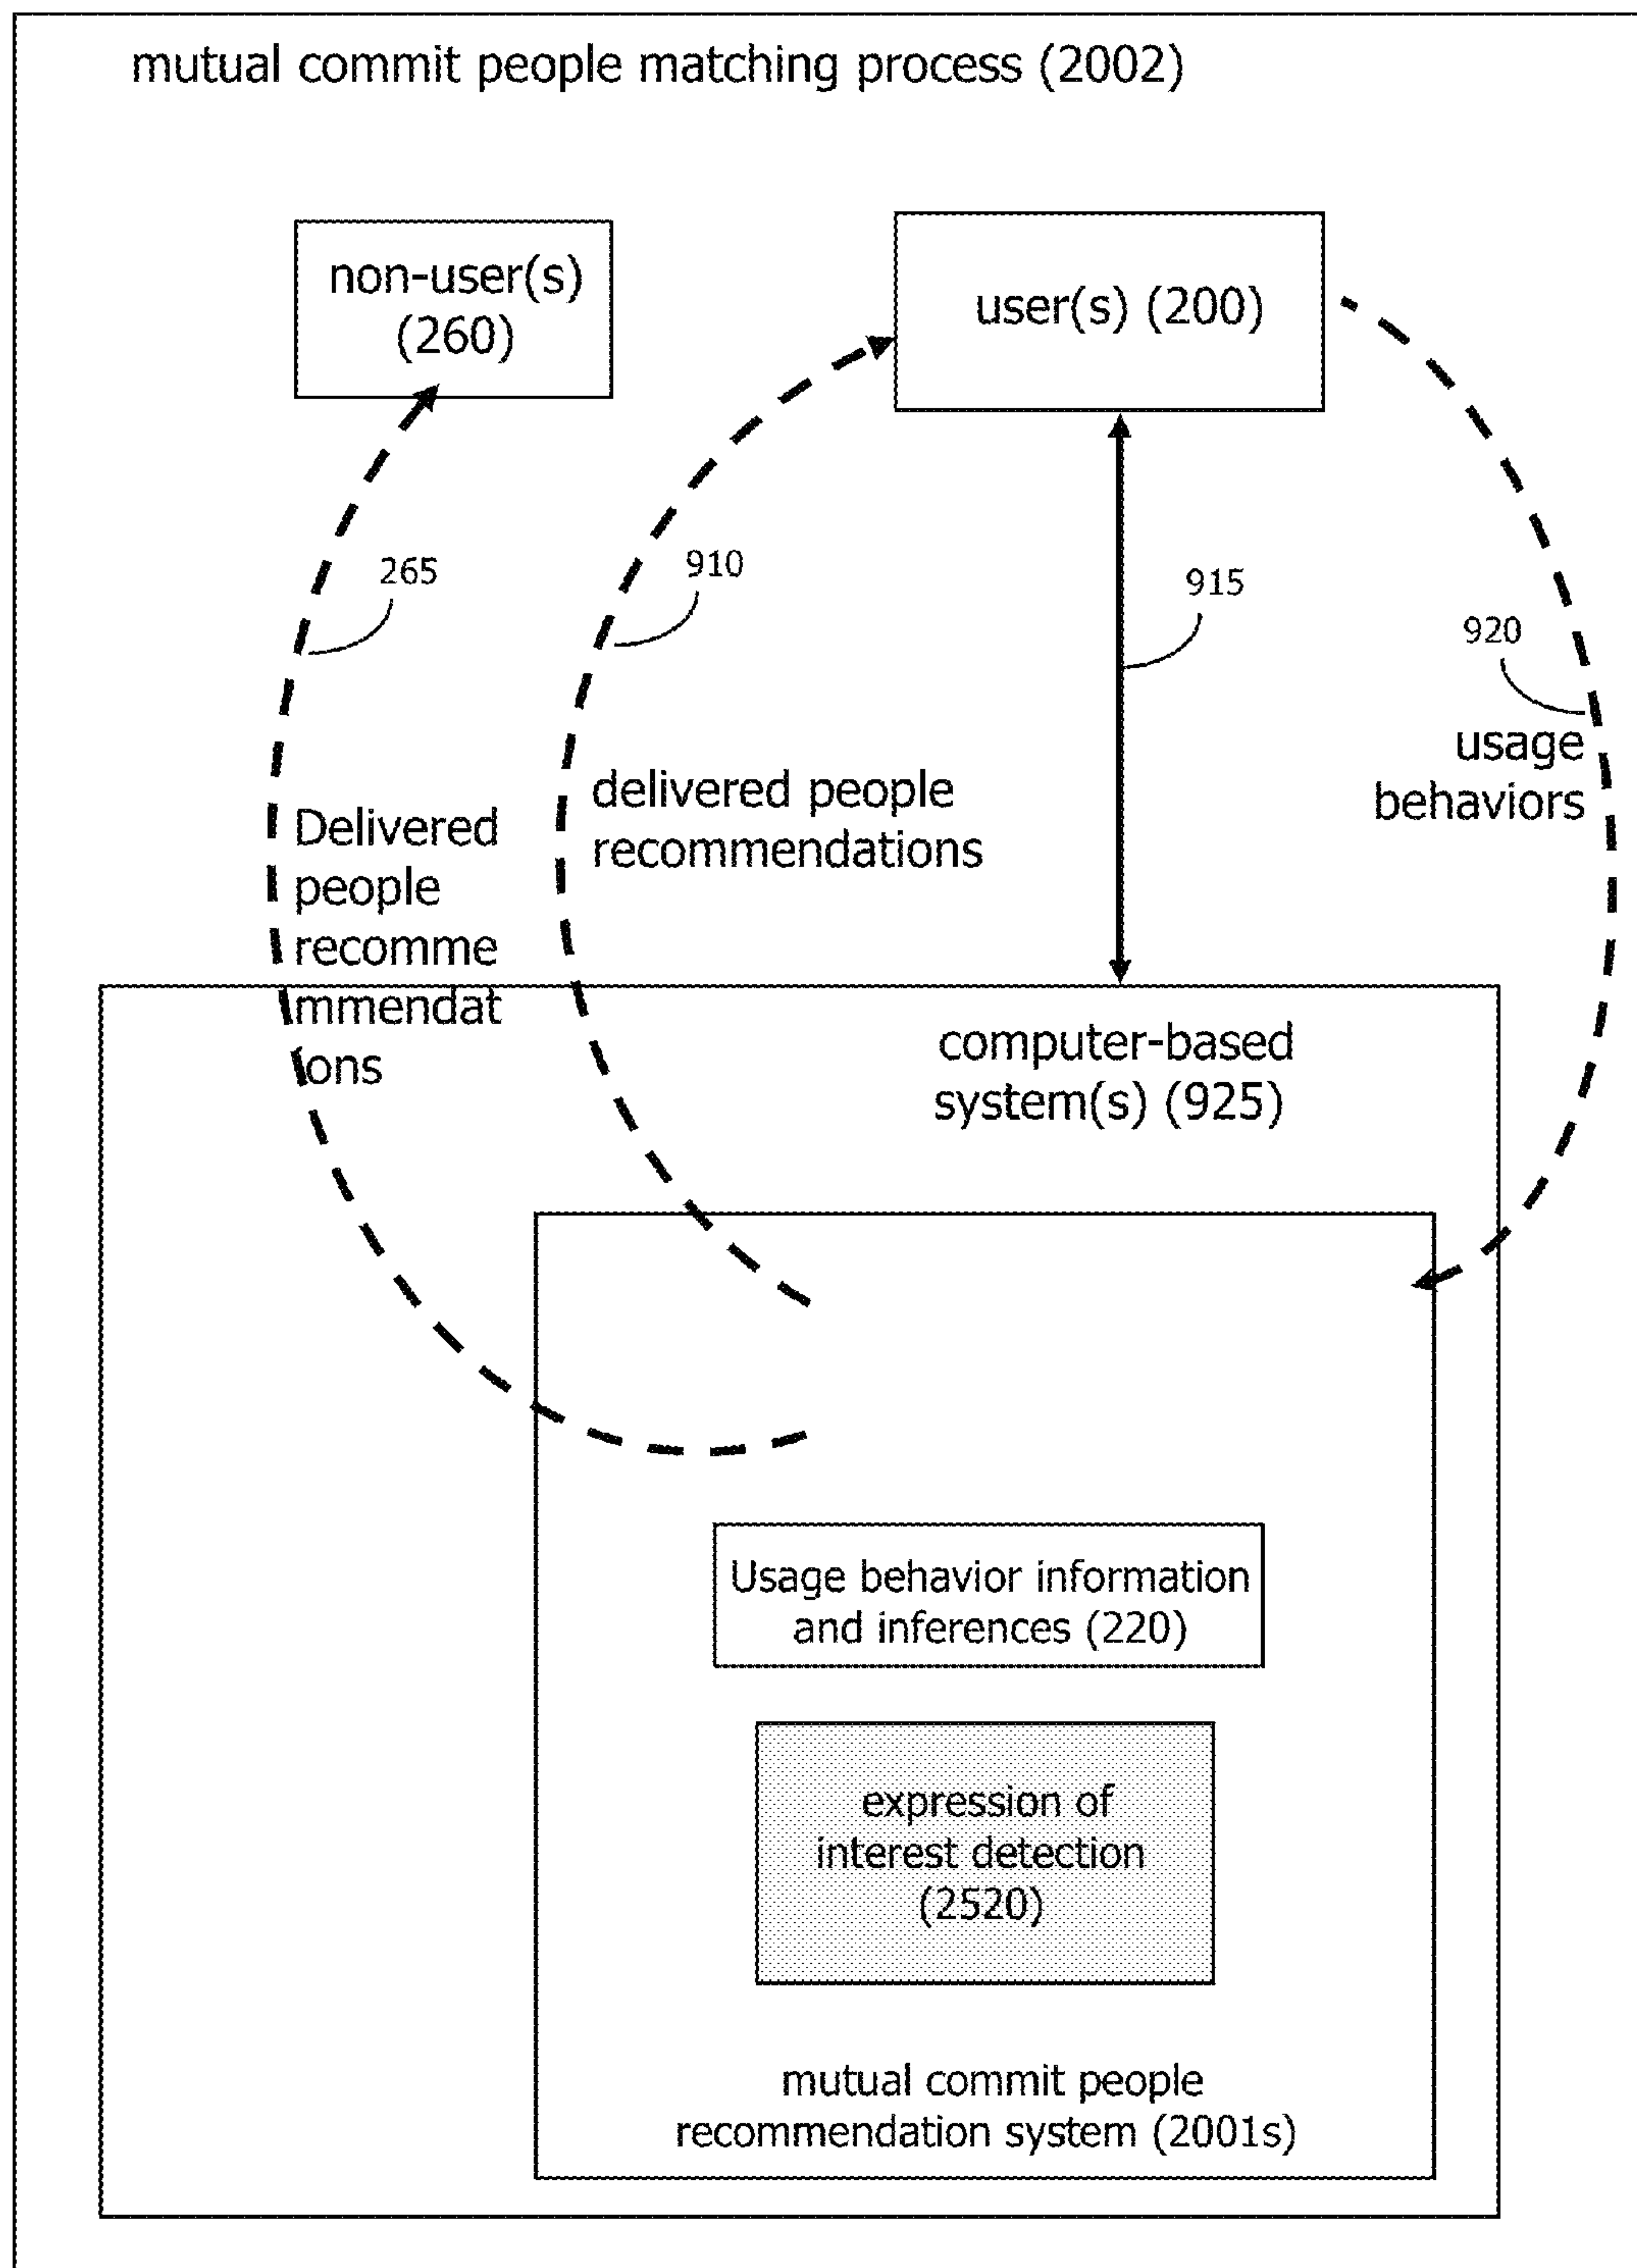 mutual commit people matching process (2002)
non-user(s)
(260)
user(s) (200)
265
910
915
920
usage
behaviors
delivered people
recommendations
Delivered
people
recomme
mmendat
ions
computer-based
system(s) (925)
Usage behavior information
and inferences (220)
expression of
interest detection
(2520)
mutual commit people
recommendation system (2001s)